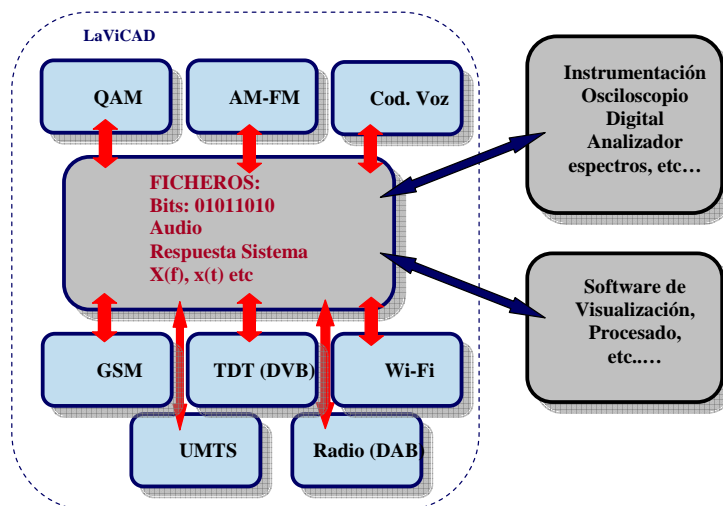 LaViCAD
QAM
AM-FM
Cod. Voz
Instrumentación
Osciloscopio
Digital
Analizador
espectros, etc…
FICHEROS:
Bits: 01011010
Audio
Respuesta Sistema
X(f), x(t) etc
Software de
Visualización,
Procesado,
etc..…
GSM
TDT (DVB)
Wi-Fi
UMTS
Radio (DAB)